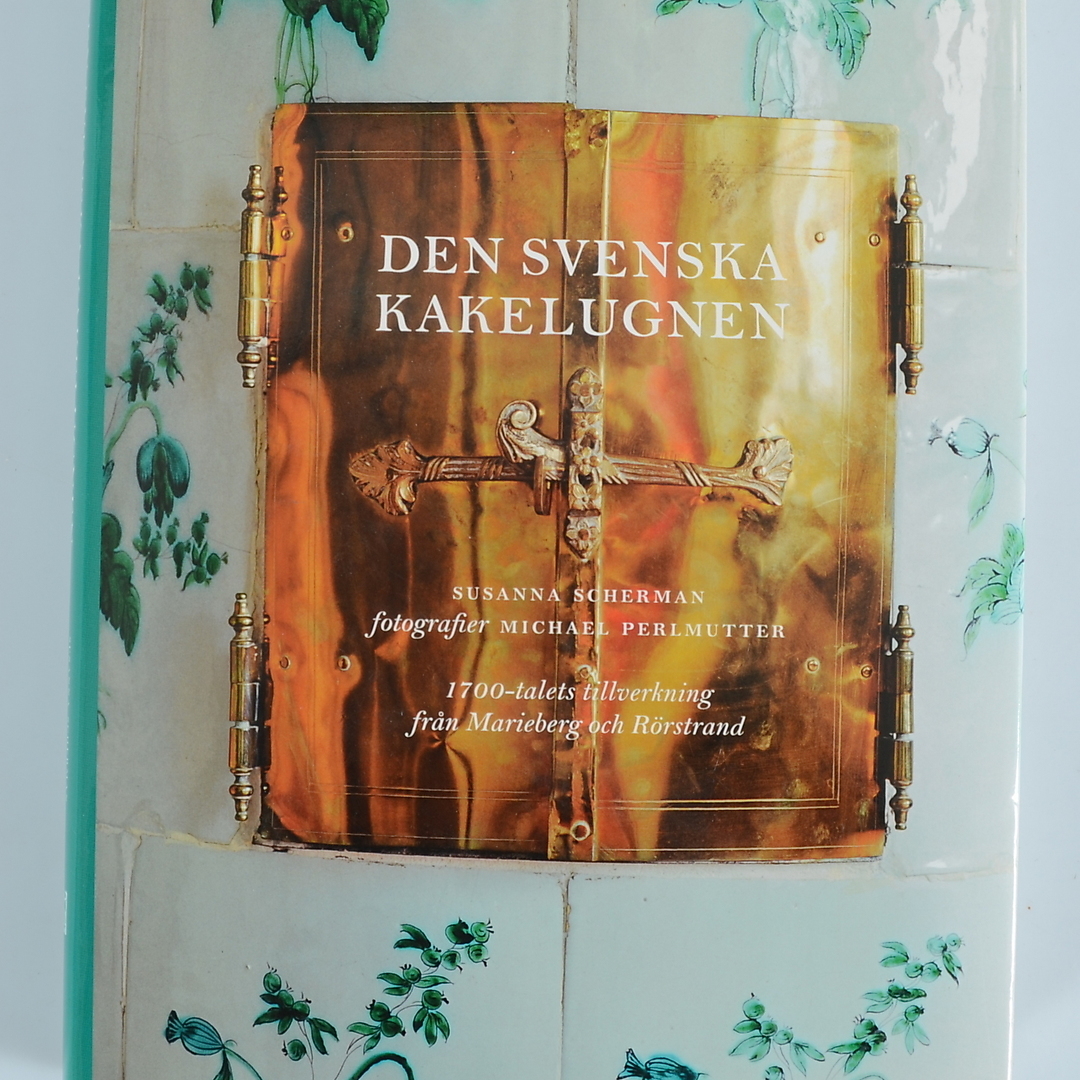 DEN SVENSKA
KAKELUGNEN
SUSANNA SCHERMAN
fotografier MICHAEL PERLMUTTER
1700-talets tillverkning
från Marieberg och Rörstrand